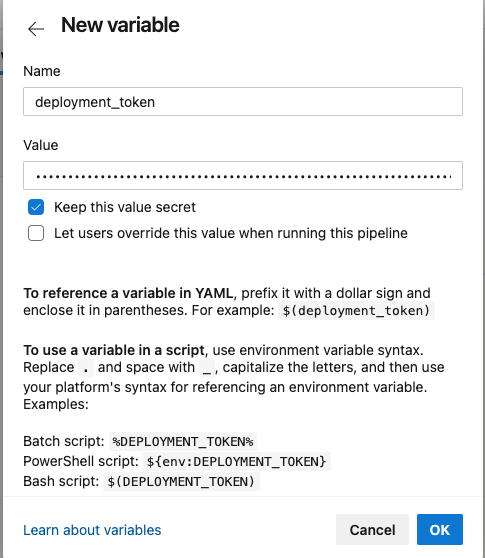 New variable
Name
deployment_token
Value
Keep this value secret
Let users override this value when running this pipeline
To reference a variable in YAML, prefix it with a dollar sign and
enclose it in parentheses. For example: $(deployment_token)
To use a variable in a script, use environment variable syntax.
Replace . and space with _, capitalize the letters, and then use
your platform's syntax for referencing an environment variable.
Examples:
Batch script: %DEPLOYMENT_TOKEN%
PowerShell script: ${env:DEPLOYMENT_TOKEN}
Bash script: $(DEPLOYMENT_TOKEN)
Learn about variables
Cancel
OK